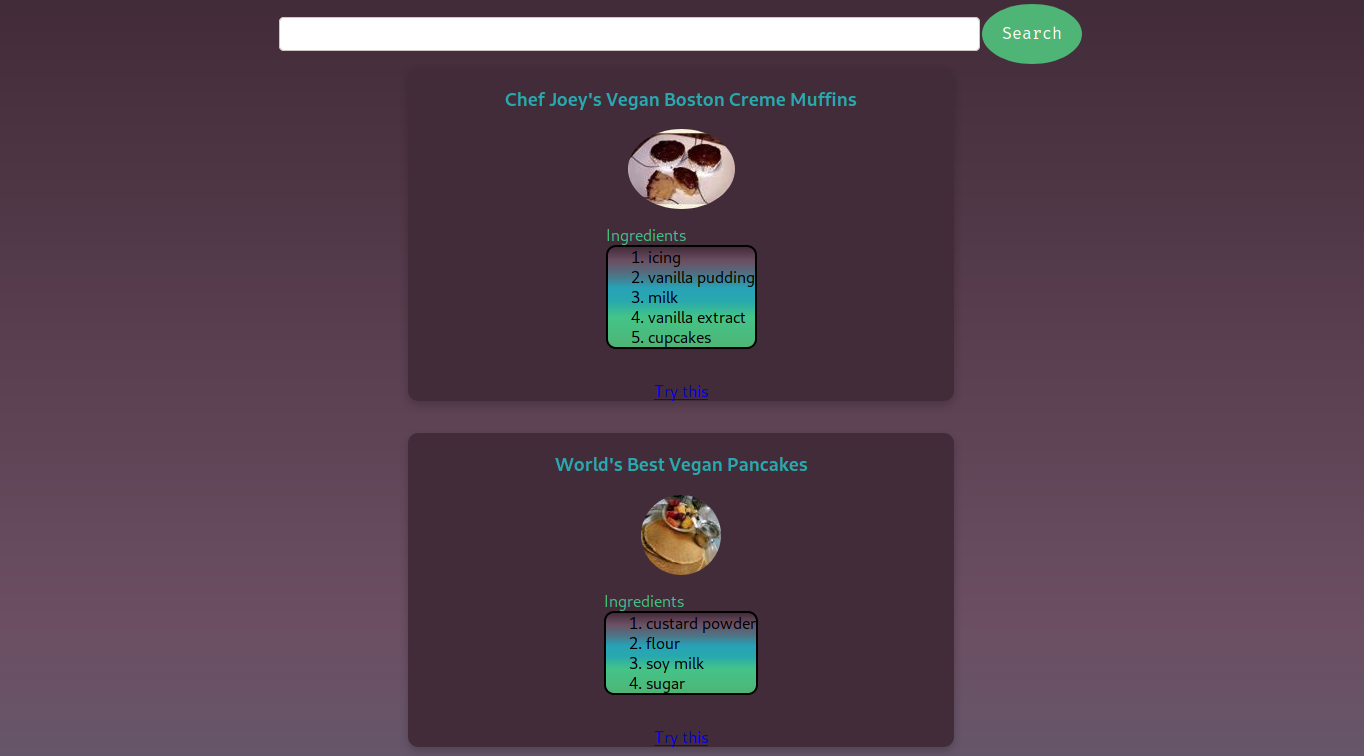 Search
Chef Joey's Vegan Boston Creme Muffins
Ingredients
1. icing
2. vanilla pudding
3. milk
4. vanilla extract
5. cupcakes
Try this
World's Best Vegan Pancakes
Ingredients
1. custard powder
2. flour
3. soy milk
4. sugar
Try this